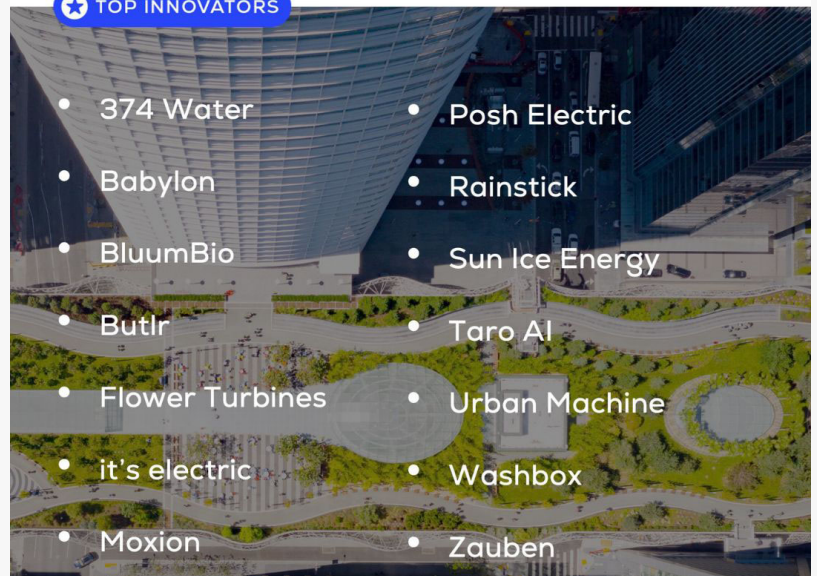 TOP INNOVATORS
374 Water
Babylon
BluumBio
Butlr
Flower Turbines
it's electric
Moxion
Posh Electric
Rainstick
Sun Ice Energy
Taro AI
Urban Machine
Washbox
Zauben